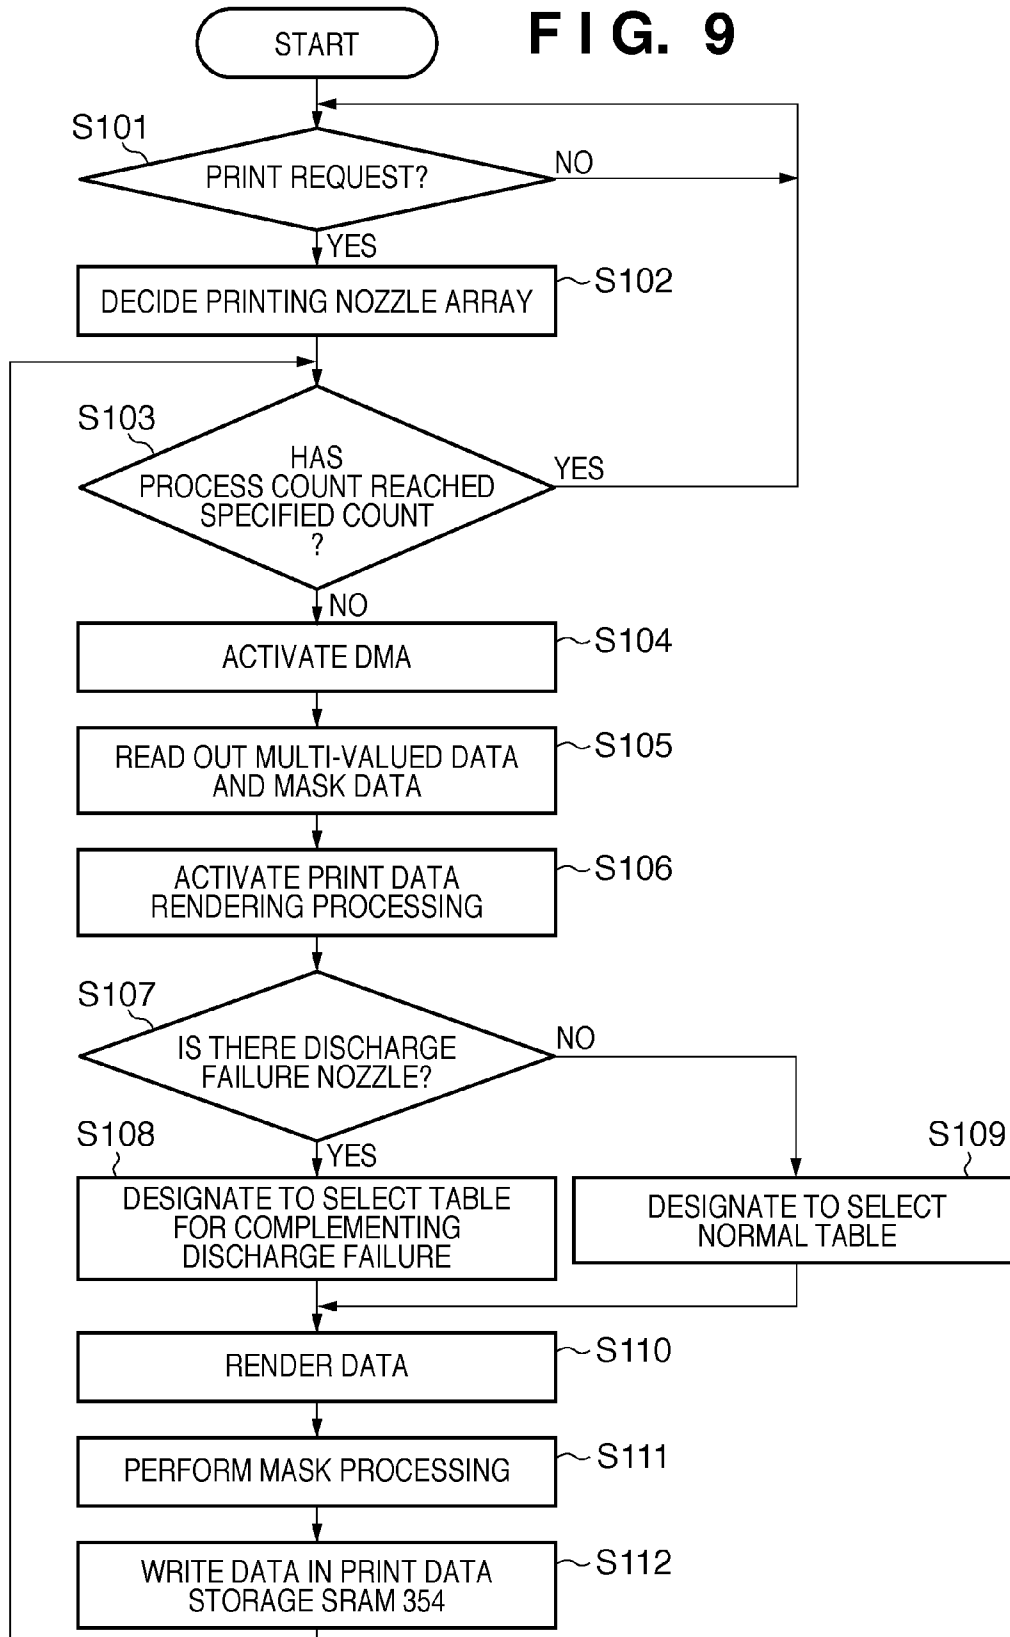 FIG. 9
START
S101
PRINT REQUEST?
NO
YES
S102
DECIDE PRINTING NOZZLE ARRAY
S103
HAS
PROCESS COUNT REACHED
SPECIFIED COUNT
?
YES
NO
S104
ACTIVATE DMA
S105
READ OUT MULTI-VALUED DATA
AND MASK DATA
S106
ACTIVATE PRINT DATA
RENDERING PROCESSING
S107
IS THERE DISCHARGE
FAILURE NOZZLE?
NO
YES
S108
DESIGNATE TO SELECT TABLE
FOR COMPLEMENTING
DISCHARGE FAILURE
S109
DESIGNATE TO SELECT
NORMAL TABLE
S110
RENDER DATA
S111
PERFORM MASK PROCESSING
S112
WRITE DATA IN PRINT DATA
STORAGE SRAM 354